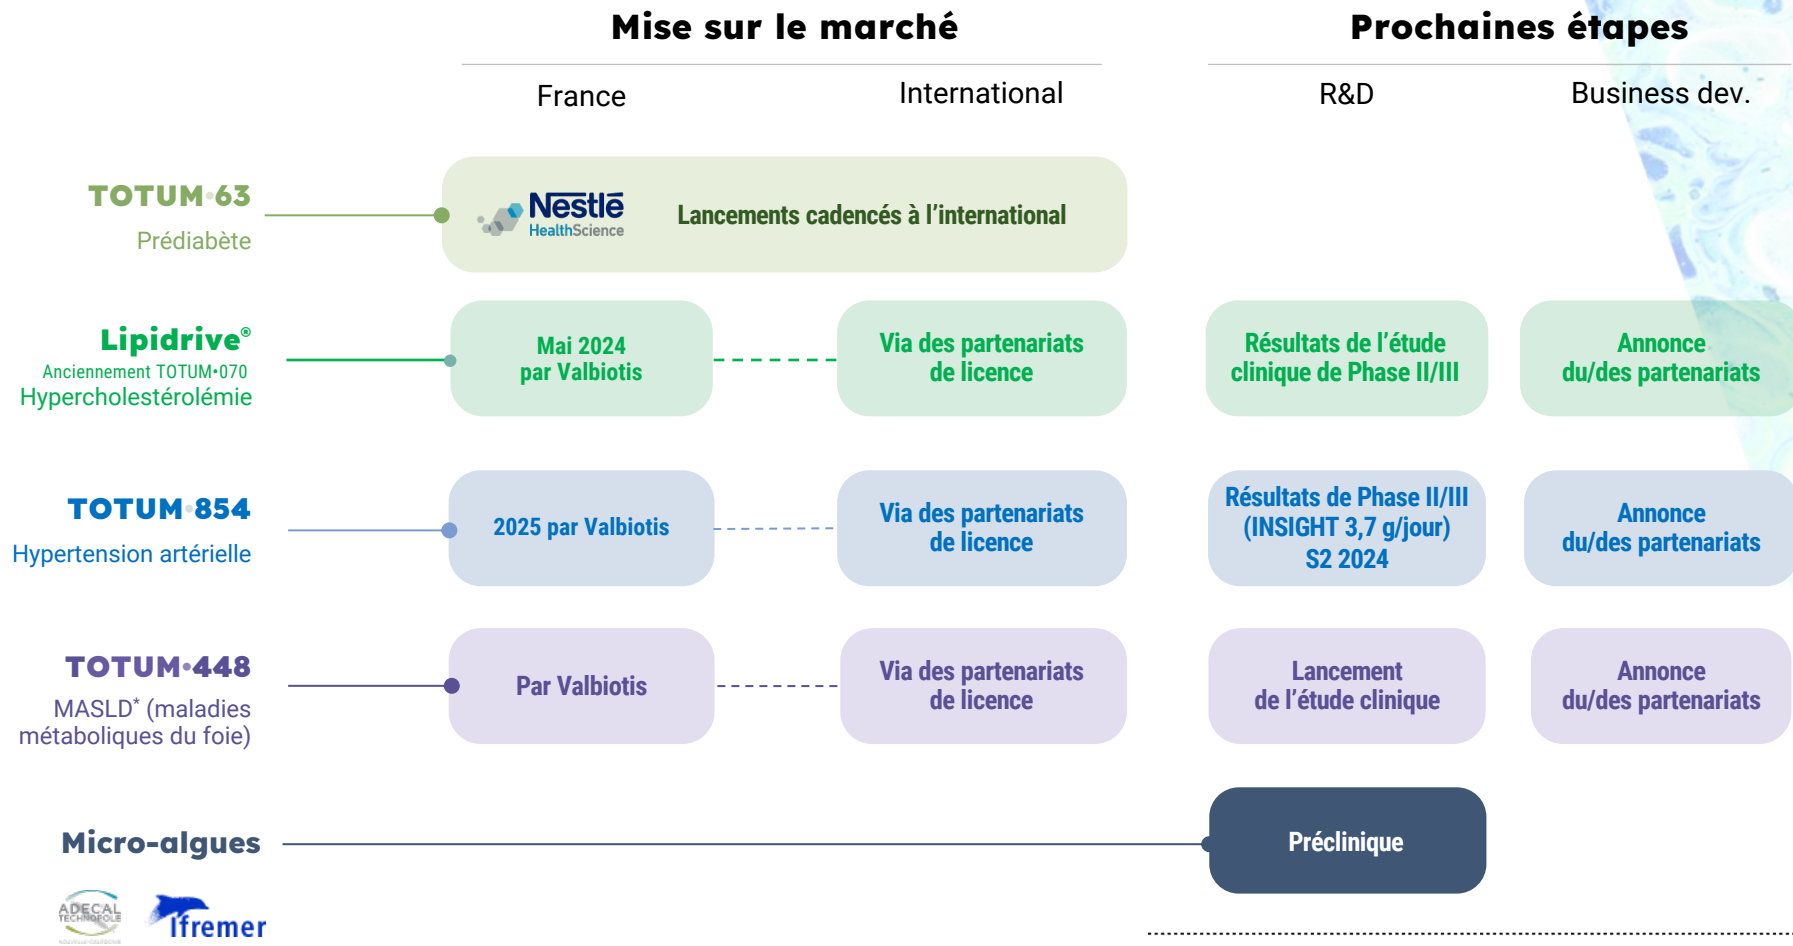 Mise sur le marché
Prochaines étapes
France
International
R&D
Business dev.
TOTUM•63
Prédiabète
Nestlé
HealthScience
Lancements cadencés à l'international
Lipidrive®
Anciennement TOTUM•070
Hypercholestérolémie
Mai 2024
par Valbiotis
Via des partenariats
de licence
Résultats de l'étude
clinique de Phase II/III
Annonce
du/des partenariats
TOTUM•854
Hypertension artérielle
2025 par Valbiotis
Via des partenariats
de licence
Résultats de Phase II/III
(INSIGHT 3,7 g/jour)
S2 2024
Annonce
du/des partenariats
TOTUM•448
MASLD* (maladies
métaboliques du foie)
Par Valbiotis
Via des partenariats
de licence
Lancement
de l'étude clinique
Annonce
du/des partenariats
Micro-algues
Préclinique
ADECAL
TECHNOPOLE
NOUVELLE-CALÉDONIE
Ifremer